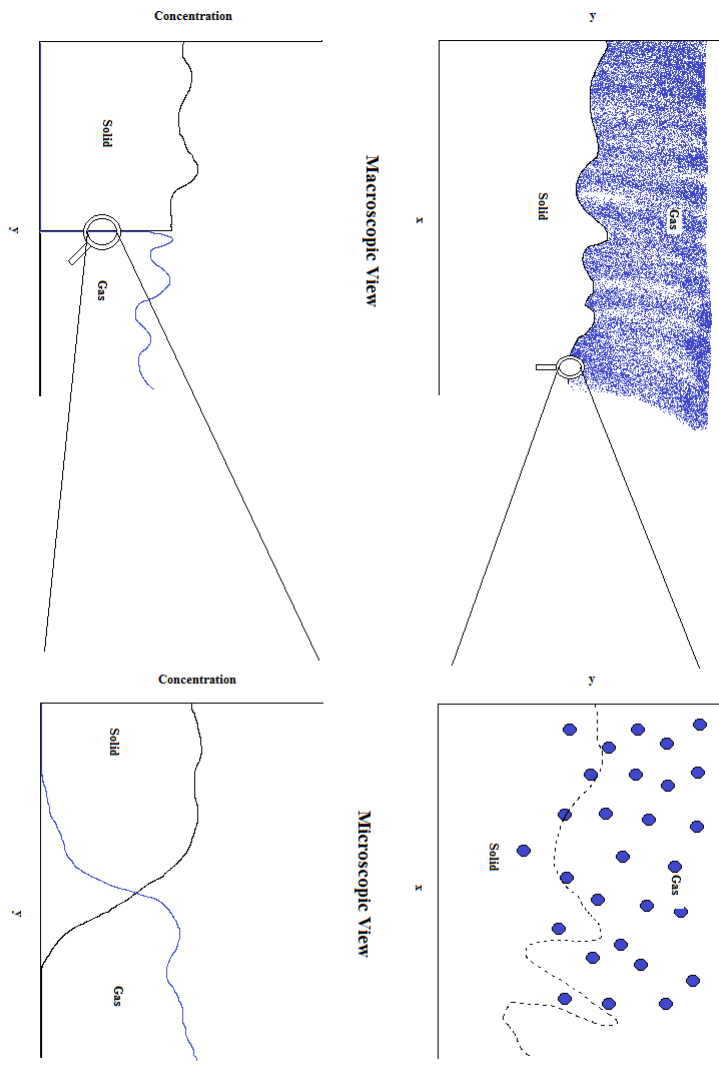 y
Gas
Solid
x
Macroscopic View
Concentration
Solid
Gas
y
y
Gas
Solid
x
Microscopic View
Concentration
Solid
Gas
y